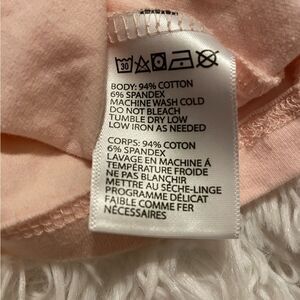 30
BODY: 94% COTTON
6% SPANDEX
MACHINE WASH COLD
DO NOT BLEACH
TUMBLE DRY LOW
LOW IRON AS NEEDED
CORPS: 94% COTON
6% SPANDEX
LAVAGE EN MACHINE Á
TEMPÉRATURE FROIDE
NE PAS BLANCHIR
METTRE AU SÈCHE-LINGE
PROGRAMME DÉLICAT
FAIBLE COMME FER
NÉCESSAIRES